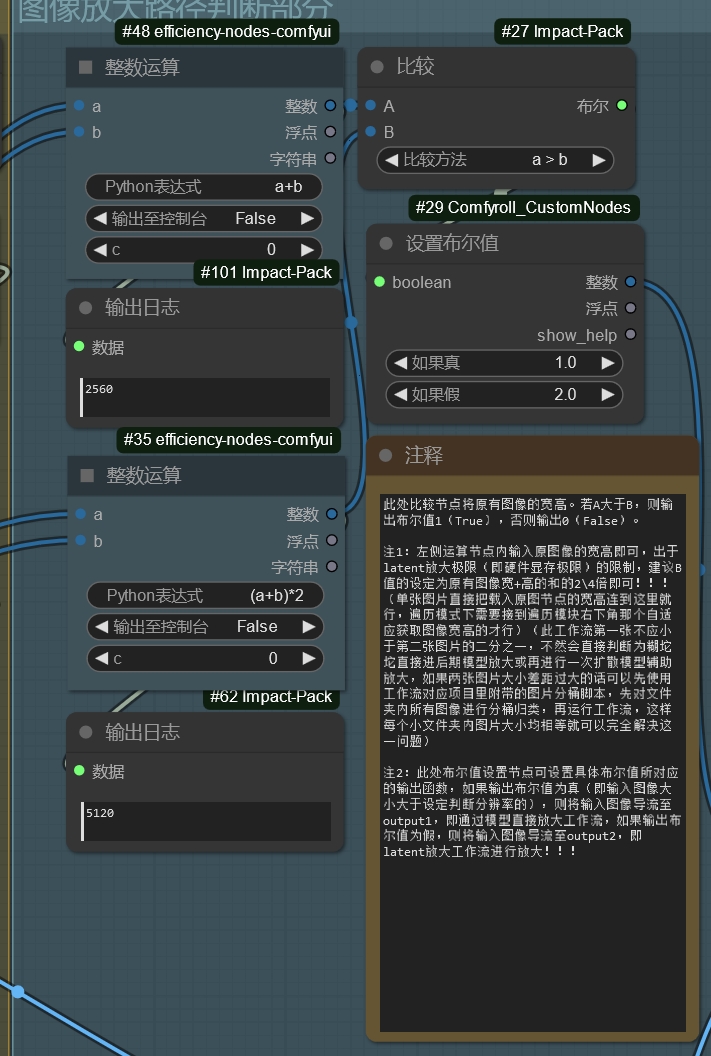 图像放大路径判断部分
#48 efficiency-nodes-comfyui
整数运算
a 整数
b 浮点
字符串
Python表达式 a+b
输出至控制台 False
c 0
#101 Impact-Pack
输出日志
数据
2560
#35 efficiency-nodes-comfyui
整数运算
a 整数
b 浮点
字符串
Python表达式 (a+b)*2
输出至控制台 False
c 0
#62 Impact-Pack
输出日志
数据
5120
#27 Impact-Pack
比较
A 布尔
B
比较方法 a > b
#29 Comfyroll_CustomNodes
设置布尔值
boolean 整数
浮点
show_help
如果真 1.0
如果假 2.0
注释
此处比较节点将原有图像的宽高。若A大于B，则输
出布尔值1（True），否则输出0（False）。
注1：左侧运算节点内输入原图像的宽高即可，出于
latent放大极限（即硬件显存极限）的限制，建议B
值的设定为原有图像宽+高的和的2\4倍即可！！！
（单张图片直接把载入原图节点的宽高连到这里就
行，遍历模式下需要接到遍历模块右下角那个自适
应获取图像宽高的才行）（此工作流第一张不应小
于第二张图片的二分之一，不然会直接判断为糊坨
坨直接进后期模型放大或再进行一次扩散模型辅助
放大，如果两张图片大小差距过大的话可以先使用
工作流对应项目里附带的图片分桶脚本，先对文件
夹内所有图像进行分桶归类，再运行工作流，这样
每个小文件夹内图片大小均相等就可以完全解决这
一问题）
注2：此处布尔值设置节点可设置具体布尔值所对应
的输出函数，如果输出布尔值为真（即输入图像大
小大于设定判断分辨率的），则将输入图像导流至
output1，即通过模型直接放大工作流，如果输出布
尔值为假，则将输入图像导流至output2，即
latent放大工作流进行放大！！！